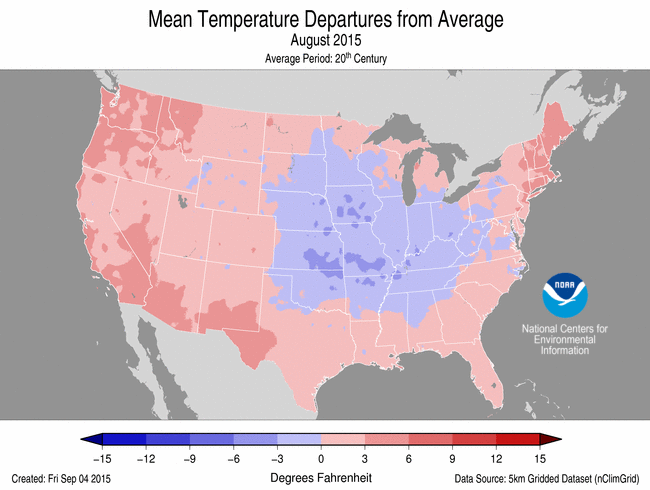 Mean Temperature Departures from Average
August 2015
Average Period: 20th Century
NOAA
National Centers for
Environmental
Information
−15 −12 −9 −6 −3 0 3 6 9 12 15
Degrees Fahrenheit
Created: Fri Sep 04 2015
Data Source: 5km Gridded Dataset (nClimGrid)